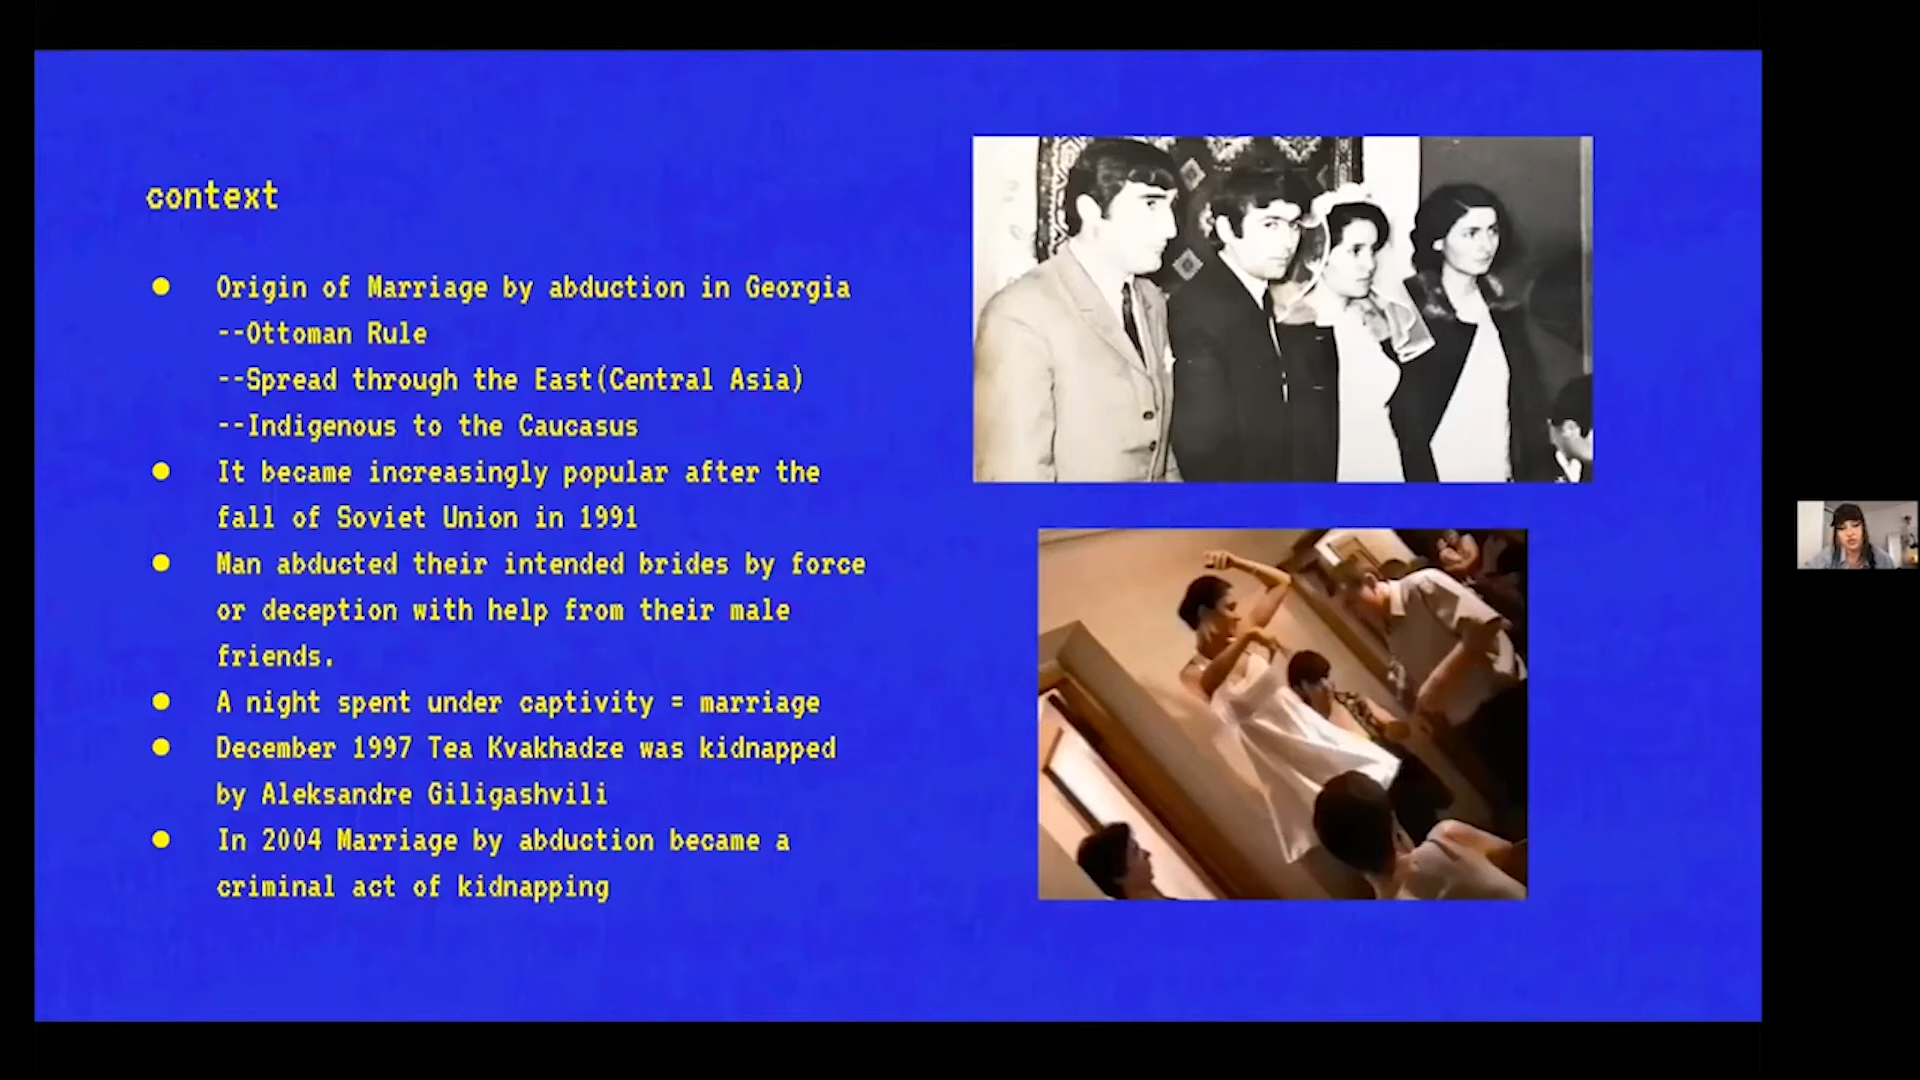 context
● Origin of Marriage by abduction in Georgia
--Ottoman Rule
--Spread through the East(Central Asia)
--Indigenous to the Caucasus
● It became increasingly popular after the
fall of Soviet Union in 1991
● Man abducted their intended brides by force
or deception with help from their male
friends.
● A night spent under captivity = marriage
● December 1997 Tea Kvakhadze was kidnapped
by Aleksandre Giligashvili
● In 2004 Marriage by abduction became a
criminal act of kidnapping